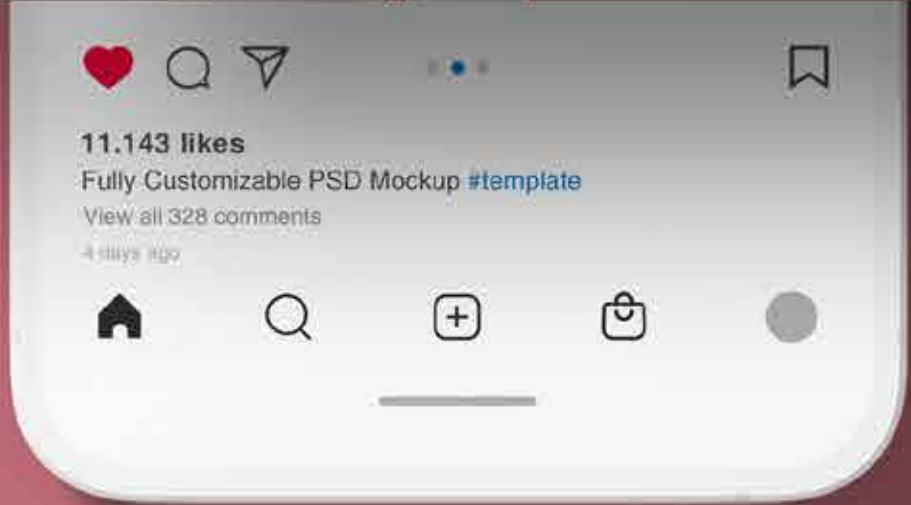 11.143 likes
Fully Customizable PSD Mockup #template
View all 328 comments
4 days ago